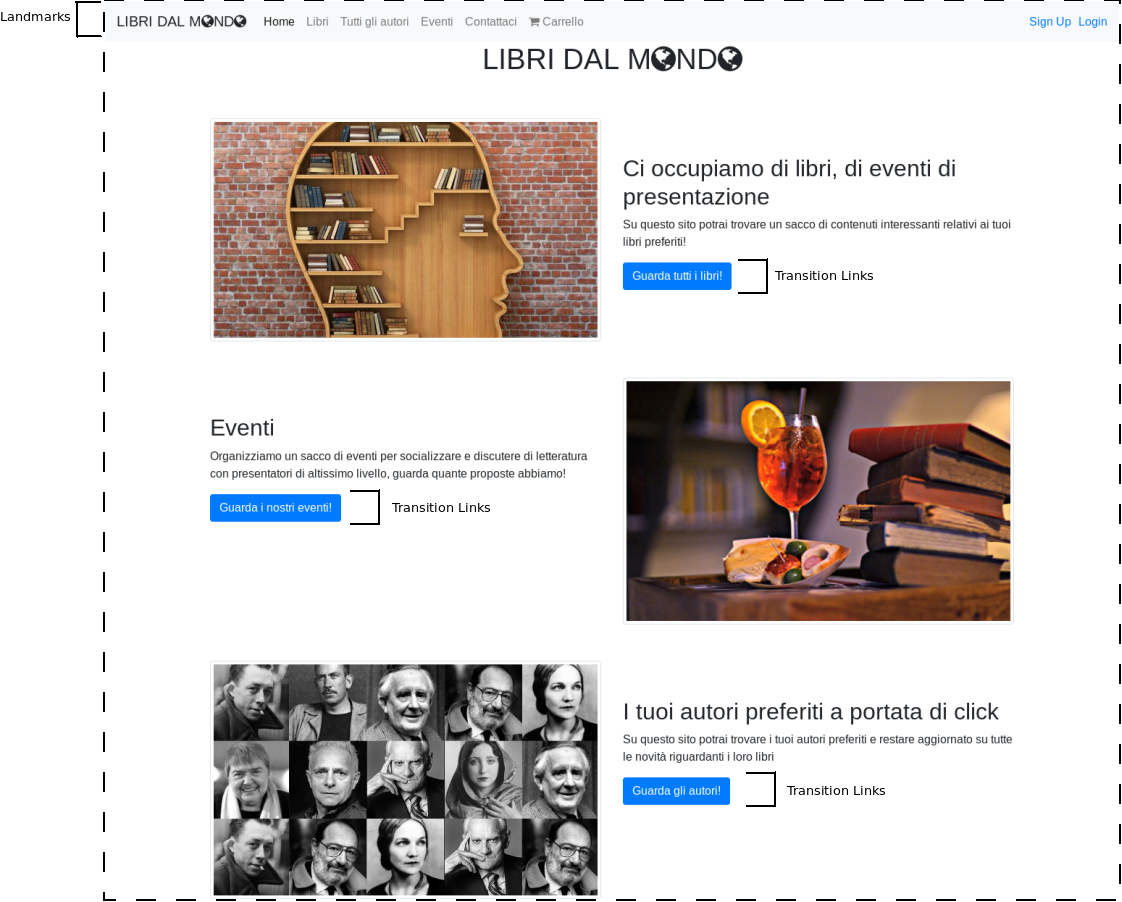 Landmarks
LIBRI DAL MONDO Home Libri Tutti gli autori Eventi Contattaci Carrello Sign Up Login
LIBRI DAL MONDO
Ci occupiamo di libri, di eventi di
presentazione
Su questo sito potrai trovare un sacco di contenuti interessanti relativi ai tuoi
libri preferiti!
Guarda tutti i libri! Transition Links
Eventi
Organizziamo un sacco di eventi per socializzare e discutere di letteratura
con presentatori di altissimo livello, guarda quante proposte abbiamo!
Guarda i nostri eventi! Transition Links
I tuoi autori preferiti a portata di click
Su questo sito potrai trovare i tuoi autori preferiti e restare aggiornato su tutte
le novità riguardanti i loro libri
Guarda gli autori! Transition Links